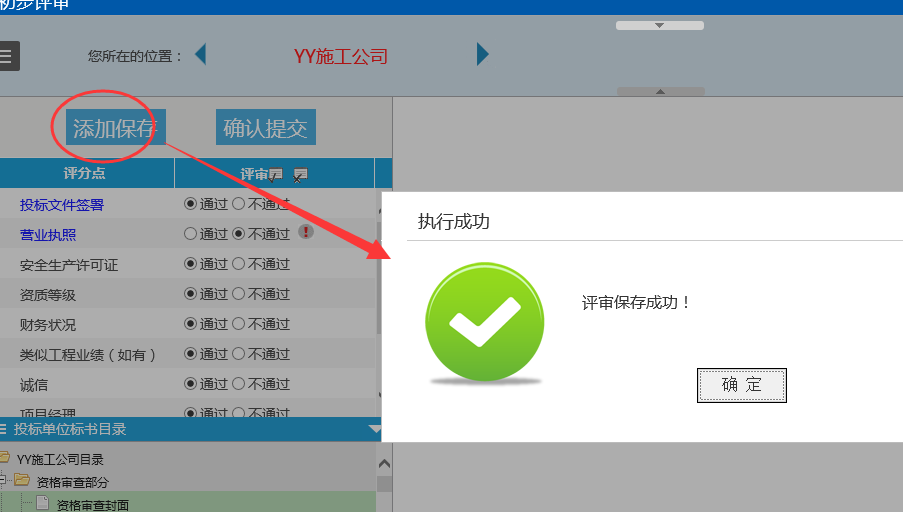 初步评审
您所在的位置：
YY施工公司
添加保存
确认提交
评分点
评审
投标文件签署
通过 不通过
营业执照
通过 不通过
安全生产许可证
通过 不通过
资质等级
通过 不通过
财务状况
通过 不通过
类似工程业绩（如有）
通过 不通过
诚信
通过 不通过
项目经理
通过 不通过
投标单位标书目录
YY施工公司目录
资格审查部分
资格审查封面
执行成功
评审保存成功！
确 定